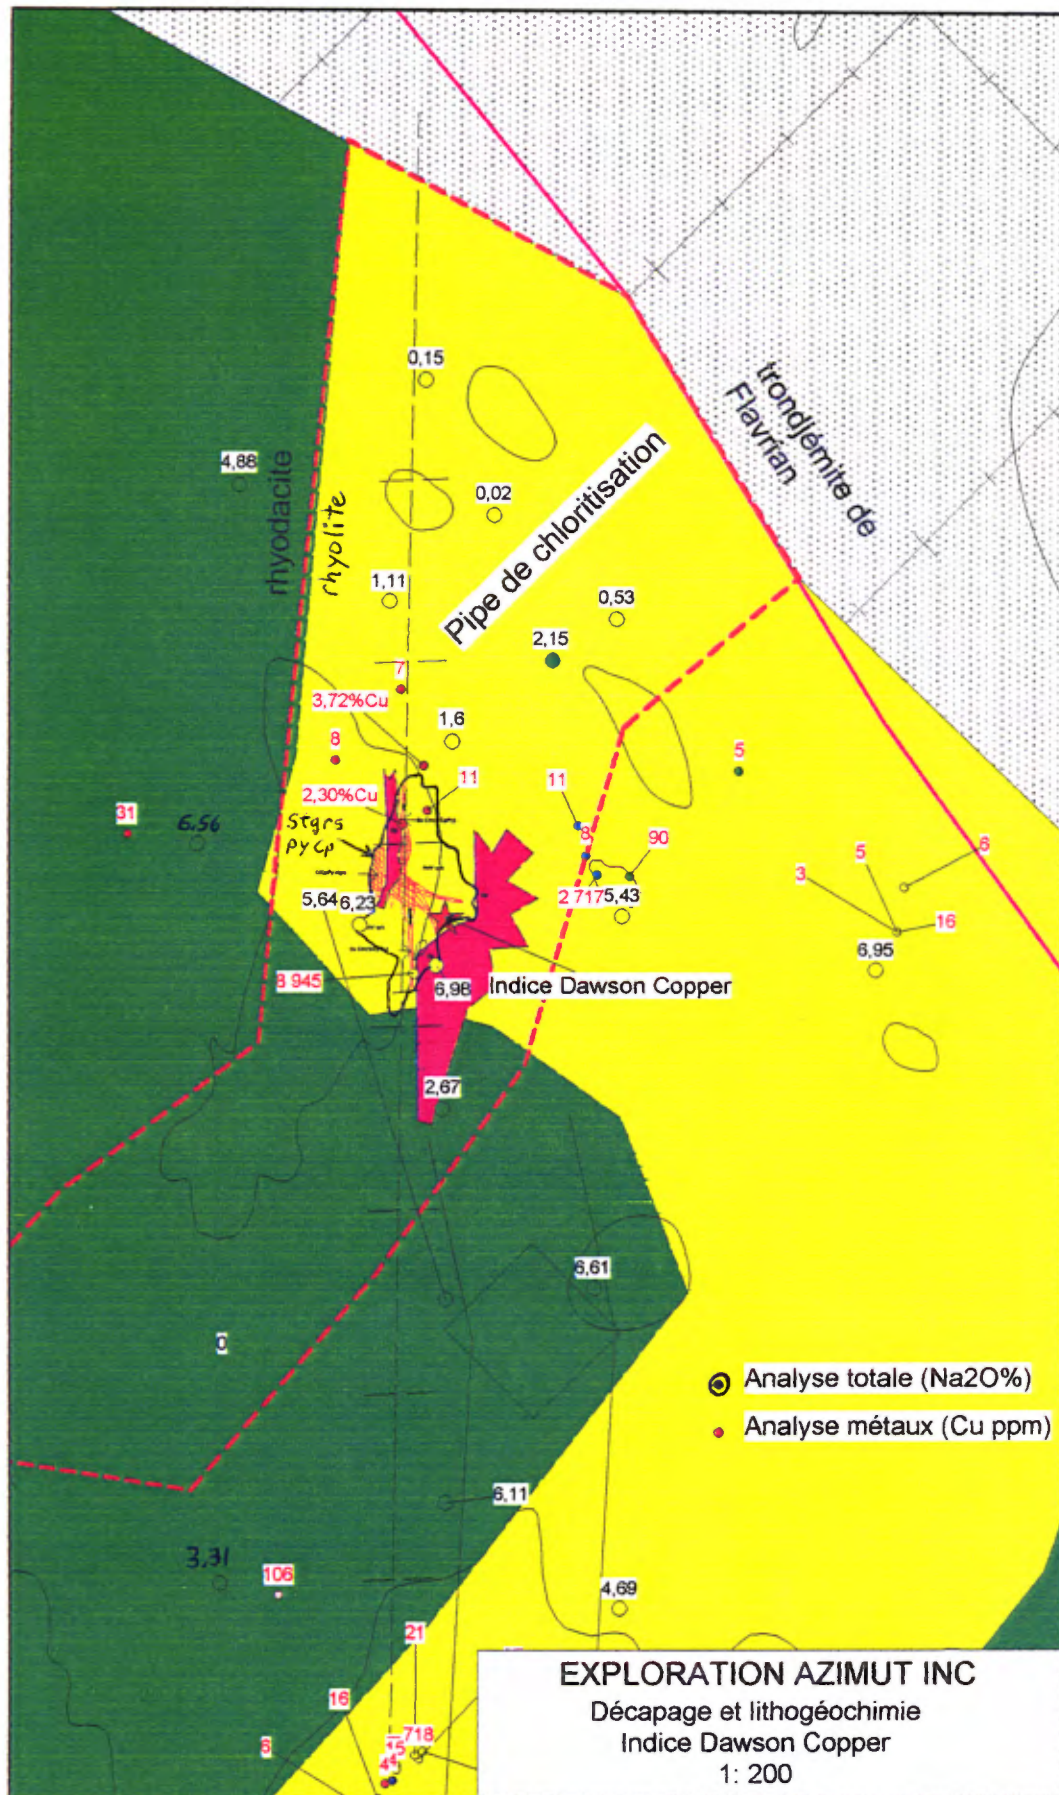 0,15
4,88
rhyodacite
rhyolite
0,02
Pipe de chloritisation
trondjémite de
Flavrian
1,11
0,53
2,15
7
3,72%Cu
1,6
8
5
11
2,30%Cu
11
31
6.56
Stgrs
PY Cp
8
90
6
5
3
2 717
5,43
5,64
6,23
16
6,95
8 945
6,98
Indice Dawson Copper
2,67
6,61
0
Analyse totale (Na2O%)
Analyse métaux (Cu ppm)
6,11
3.31
106
4,69
21
16
718
6
15
44
EXPLORATION AZIMUT INC
Décapage et lithogéochimie
Indice Dawson Copper
1: 200